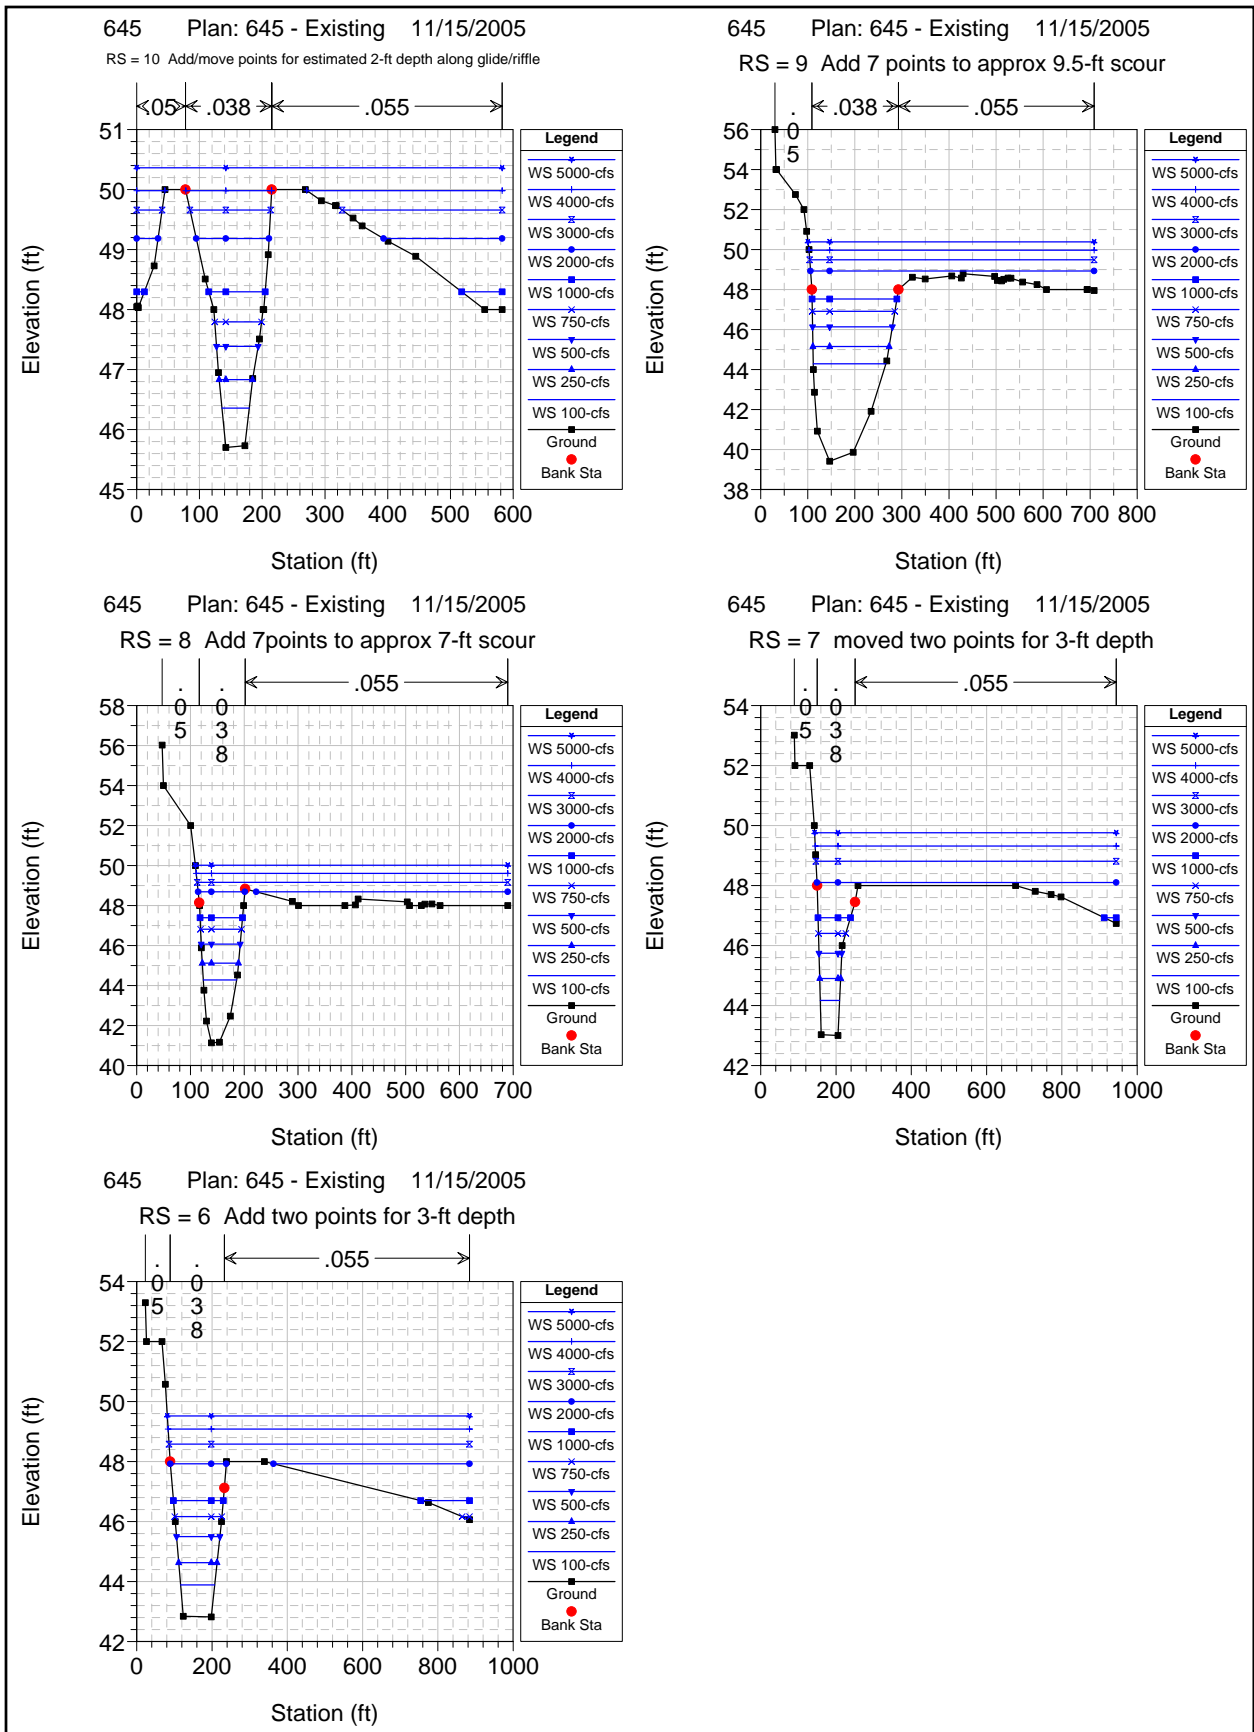 645 Plan: 645 - Existing 11/15/2005
RS = 10 Add/move points for estimated 2-ft depth along glide/riffle
.05 .038 .055
51
50
49
48
47
46
45
0 100 200 300 400 500 600
Station (ft)
Elevation (ft)
Legend
WS 5000-cfs
WS 4000-cfs
WS 3000-cfs
WS 2000-cfs
WS 1000-cfs
WS 750-cfs
WS 500-cfs
WS 250-cfs
WS 100-cfs
Ground
Bank Sta
645 Plan: 645 - Existing 11/15/2005
RS = 9 Add 7 points to approx 9.5-ft scour
.05 .038 .055
56
54
52
50
48
46
44
42
40
38
0 100 200 300 400 500 600 700 800
Station (ft)
Elevation (ft)
Legend
WS 5000-cfs
WS 4000-cfs
WS 3000-cfs
WS 2000-cfs
WS 1000-cfs
WS 750-cfs
WS 500-cfs
WS 250-cfs
WS 100-cfs
Ground
Bank Sta
645 Plan: 645 - Existing 11/15/2005
RS = 8 Add 7points to approx 7-ft scour
.05 .038 .055
58
56
54
52
50
48
46
44
42
40
0 100 200 300 400 500 600 700
Station (ft)
Elevation (ft)
Legend
WS 5000-cfs
WS 4000-cfs
WS 3000-cfs
WS 2000-cfs
WS 1000-cfs
WS 750-cfs
WS 500-cfs
WS 250-cfs
WS 100-cfs
Ground
Bank Sta
645 Plan: 645 - Existing 11/15/2005
RS = 7 moved two points for 3-ft depth
.05 .038 .055
54
52
50
48
46
44
42
0 200 400 600 800 1000
Station (ft)
Elevation (ft)
Legend
WS 5000-cfs
WS 4000-cfs
WS 3000-cfs
WS 2000-cfs
WS 1000-cfs
WS 750-cfs
WS 500-cfs
WS 250-cfs
WS 100-cfs
Ground
Bank Sta
645 Plan: 645 - Existing 11/15/2005
RS = 6 Add two points for 3-ft depth
.05 .038 .055
54
52
50
48
46
44
42
0 200 400 600 800 1000
Station (ft)
Elevation (ft)
Legend
WS 5000-cfs
WS 4000-cfs
WS 3000-cfs
WS 2000-cfs
WS 1000-cfs
WS 750-cfs
WS 500-cfs
WS 250-cfs
WS 100-cfs
Ground
Bank Sta